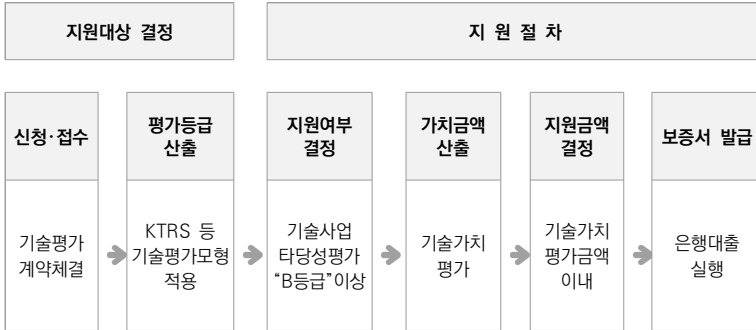 지원대상 결정
지 원 절 차
신청·접수
평가등급
산출
지원여부
결정
가치금액
산출
지원금액
결정
보증서 발급
기술평가
계약체결
KTRS 등
기술평가모형
적용
기술사업
타당성평가
“B등급”이상
기술가치
평가
기술가치
평가금액
이내
은행대출
실행